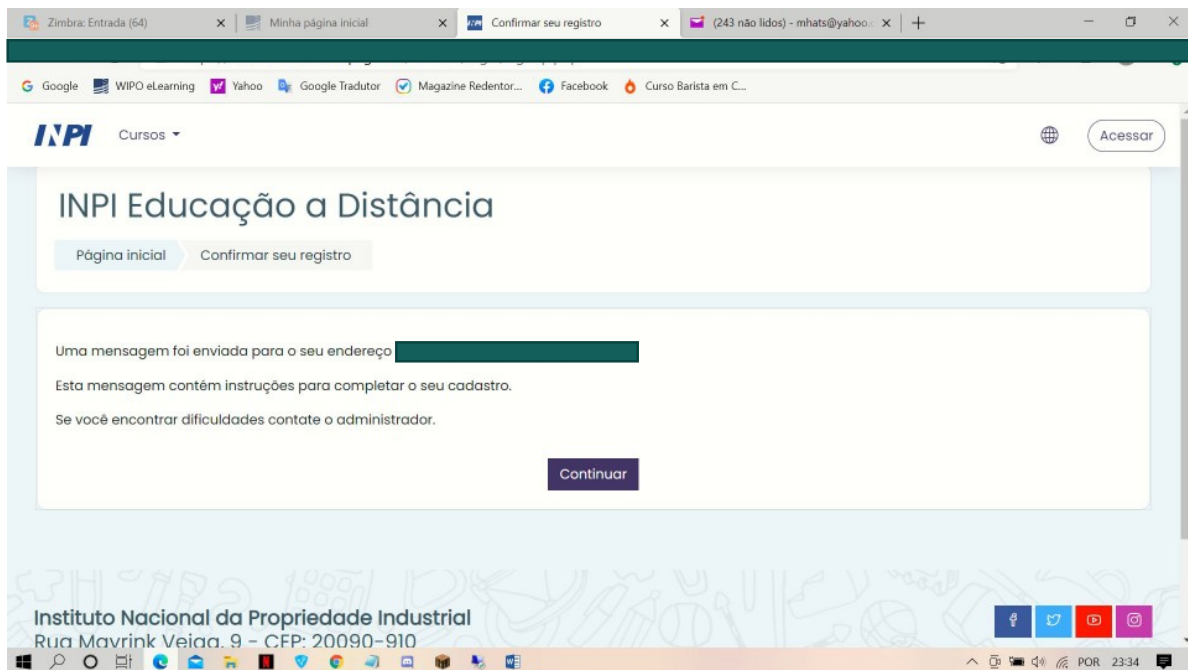 Zimbra: Entrada (64)
Minha página inicial
Confirmar seu registro
(243 não lidos) - mhats@yahoo.c
Google
WIPO eLearning
Yahoo
Google Tradutor
Magazine Redentor...
Facebook
Curso Barista em C...
INPI
Cursos
Acessar
INPI Educação a Distância
Página inicial
Confirmar seu registro
Uma mensagem foi enviada para o seu endereço
Esta mensagem contém instruções para completar o seu cadastro.
Se você encontrar dificuldades contate o administrador.
Continuar
Instituto Nacional da Propriedade Industrial
Rua Mayrink Veiga, 9 - CEP: 20090-910
POR 23:34